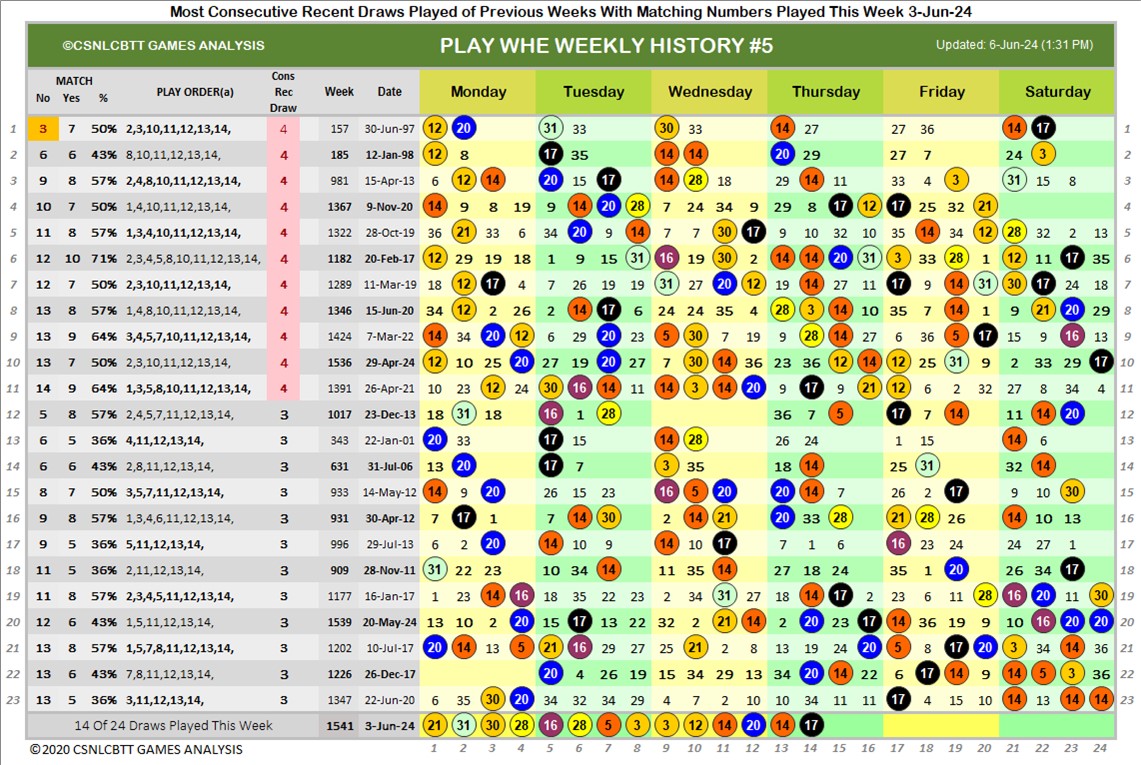 Most Consecutive Recent Draws Played of Previous Weeks With Matching Numbers Played This Week 3-Jun-24
©CSNLCBTT GAMES ANALYSIS PLAY WHE WEEKLY HISTORY #5 Updated: 6-Jun-24 (1:31 PM)
MATCH Cons
No Yes % PLAY ORDER(a) Rec Draw Week Date Monday Tuesday Wednesday Thursday Friday Saturday
1 3 7 50% 2,3,10,11,12,13,14, 4 157 30-Jun-97 12 20 31 33 30 33 14 27 27 36 14 17 1
2 6 6 43% 8,10,11,12,13,14, 4 185 12-Jan-98 12 8 17 35 14 14 20 29 27 7 24 3 2
3 9 8 57% 2,4,8,10,11,12,13,14, 4 981 15-Apr-13 6 12 14 20 15 17 14 28 18 29 14 11 33 4 3 31 15 8 3
4 10 7 50% 1,4,10,11,12,13,14, 4 1367 9-Nov-20 14 9 8 19 9 14 20 28 7 24 34 9 29 8 17 12 17 25 32 21 4
5 11 8 57% 1,3,4,10,11,12,13,14, 4 1322 28-Oct-19 36 21 33 6 34 20 9 14 7 7 30 17 9 10 32 10 35 14 34 12 28 32 2 13 5
6 12 10 71% 2,3,4,5,8,10,11,12,13,14, 4 1182 20-Feb-17 12 29 19 18 1 9 15 31 16 19 30 2 14 14 20 31 3 33 28 1 12 11 17 35 6
7 12 7 50% 2,3,10,11,12,13,14, 4 1289 11-Mar-19 18 12 17 4 7 26 19 19 31 27 20 12 19 14 27 11 17 9 14 31 30 17 24 18 7
8 13 8 57% 1,4,8,10,11,12,13,14, 4 1346 15-Jun-20 34 12 2 26 2 14 17 6 24 24 35 4 28 3 14 10 35 7 14 1 9 21 20 29 8
9 13 9 64% 3,4,5,7,10,11,12,13,14, 4 1424 7-Mar-22 14 34 20 12 6 29 20 23 5 30 7 9 9 28 14 27 6 36 5 17 15 9 16 13 9
10 13 7 50% 2,3,10,11,12,13,14, 4 1536 29-Apr-24 12 10 25 20 27 19 20 27 7 30 14 36 23 36 12 14 12 25 31 9 2 33 29 17 10
11 14 9 64% 1,3,5,8,10,11,12,13,14, 4 1391 26-Apr-21 10 23 12 24 30 16 14 11 14 3 14 20 9 17 9 21 12 6 2 32 27 8 34 4 11
12 5 8 57% 2,4,5,7,11,12,13,14, 3 1017 23-Dec-13 18 31 18 16 1 28 36 7 5 17 7 14 11 14 20 12
13 6 5 36% 4,11,12,13,14, 3 343 22-Jan-01 20 33 17 15 14 28 26 24 1 15 14 6 13
14 6 6 43% 2,8,11,12,13,14, 3 631 31-Jul-06 13 20 17 7 3 35 18 14 25 31 32 14 14
15 8 7 50% 3,5,7,11,12,13,14, 3 933 14-May-12 14 9 20 26 15 23 16 5 20 20 14 7 26 2 17 9 10 30 15
16 9 8 57% 1,3,4,6,11,12,13,14, 3 931 30-Apr-12 7 17 1 7 14 30 2 14 21 20 33 28 21 28 26 14 10 13 16
17 9 5 36% 5,11,12,13,14, 3 996 29-Jul-13 6 2 20 14 10 9 14 10 17 7 1 6 16 23 24 24 27 1 17
18 11 5 36% 2,11,12,13,14, 3 909 28-Nov-11 31 22 23 10 34 14 11 35 14 27 18 24 35 1 20 26 34 17 18
19 11 8 57% 2,3,4,5,11,12,13,14, 3 1177 16-Jan-17 1 23 14 16 18 35 22 23 2 34 31 27 18 14 17 2 23 6 11 28 16 20 11 30 19
20 12 6 43% 1,5,11,12,13,14, 3 1539 20-May-24 13 10 2 20 15 17 13 22 32 2 21 14 2 20 23 17 14 36 19 9 10 16 20 20 20
21 13 8 57% 1,5,7,8,11,12,13,14, 3 1202 10-Jul-17 20 14 13 5 21 16 29 27 25 21 2 8 13 19 21 20 5 8 17 20 3 34 14 36 21
22 13 6 43% 7,8,11,12,13,14, 3 1226 26-Dec-17 20 4 26 19 15 34 29 13 34 20 14 22 6 17 14 9 14 5 3 36 22
23 13 5 36% 3,11,12,13,14, 3 1347 22-Jun-20 6 35 30 20 34 32 34 29 4 7 2 10 10 34 11 11 17 4 15 10 14 13 14 14 23
14 Of 24 Draws Played This Week 1541 3-Jun-24 21 31 30 28 16 28 5 3 3 12 14 20 14 17
©2020 CSNLCBTT GAMES ANALYSIS 1 2 3 4 5 6 7 8 9 10 11 12 13 14 15 16 17 18 19 20 21 22 23 24